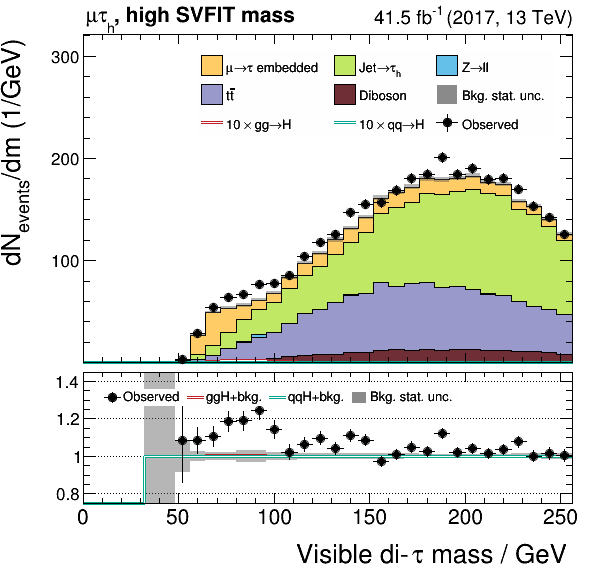 μτh, high SVFIT mass 41.5 fb⁻¹ (2017, 13 TeV)
dNevents/dm (1/GeV)
300
μ→τ embedded Jet→τh Z→ll
tt̄ Diboson Bkg. stat. unc.
10 × gg→H 10 × qq→H Observed
200
100
1.4
Observed ggH+bkg. qqH+bkg. Bkg. stat. unc.
1.2
1
0.8
0 50 100 150 200 250
Visible di-τ mass / GeV